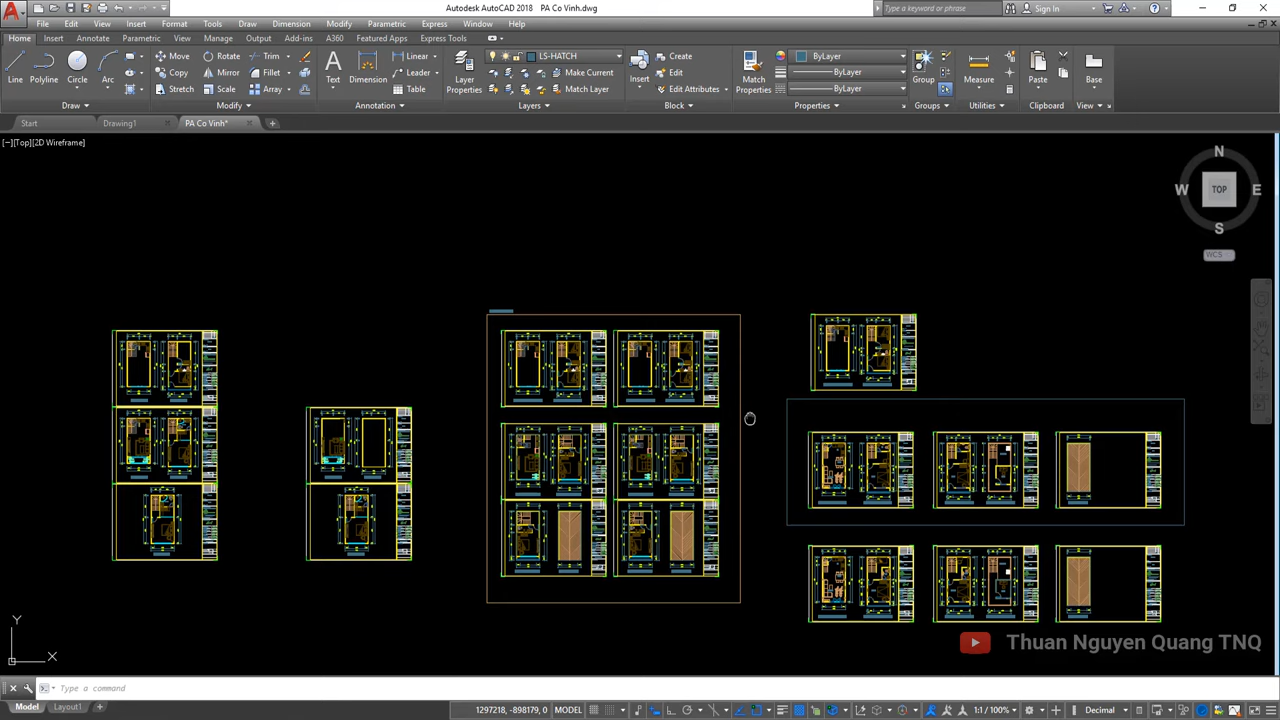 Autodesk AutoCAD 2018 PA Co Vinh.dwg
Type a keyword or phrase
Sign In
File Edit View Insert Format Tools Draw Dimension Modify Parametric Express Window Help
Home Insert Annotate Parametric View Manage Output Add-ins A360 Featured Apps Express Tools
Line
Polyline
Circle
Arc
Draw
Move Rotate Trim
Copy Mirror Fillet
Stretch Scale Array
Modify
Text
Dimension
Linear
Leader
Table
Annotation
Layer
Properties
LS-HATCH
Make Current
Match Layer
Layers
Insert
Create
Edit
Edit Attributes
Block
Match
Properties
ByLayer
ByLayer
ByLayer
Properties
Group
Groups
Measure
Utilities
Paste
Clipboard
Base
View
Start
Drawing1
PA Co Vinh*
[−][Top][2D Wireframe]
N
W
TOP
E
S
WCS
Y
X
Thuan Nguyen Quang TNQ
Type a command
Model Layout1
1297218, -898179, 0 MODEL
1:1 / 100%
Decimal